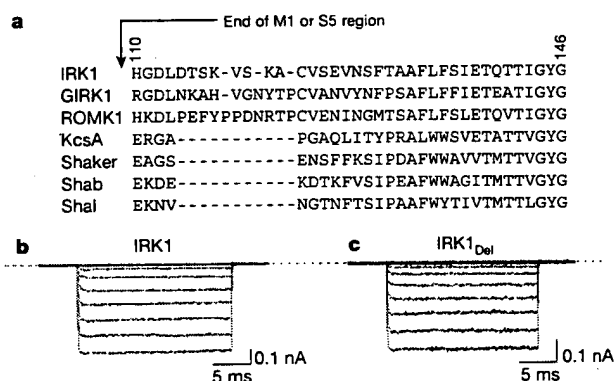 a
End of M1 or S5 region
110
146
IRK1 HGDLDTSK-VS-KA-CVSEVNSFTAAFLFSIETQTTIGYG
GIRK1 RGDLNKAH-VGNYTPCVANVYNFPSAFLFFIETEATIGYG
ROMK1 HKDLPEFYPPDNRTPCVENINGMTSAFLFSLETQVTIGYG
KcsA ERGA-----------PGAQLITYPRALWWSVETATTVGYG
Shaker EAGS-----------ENSFFKSIPDAFWWAVVTMTTVGYG
Shab EKDE-----------KDTKFVSIPEAFWWAGITMTTVGYG
Shal EKNV-----------NGTNFTSIPAAFWYTIVTMTTLGYG
b IRK1 c IRK1Del
0.1 nA 0.1 nA
5 ms 5 ms